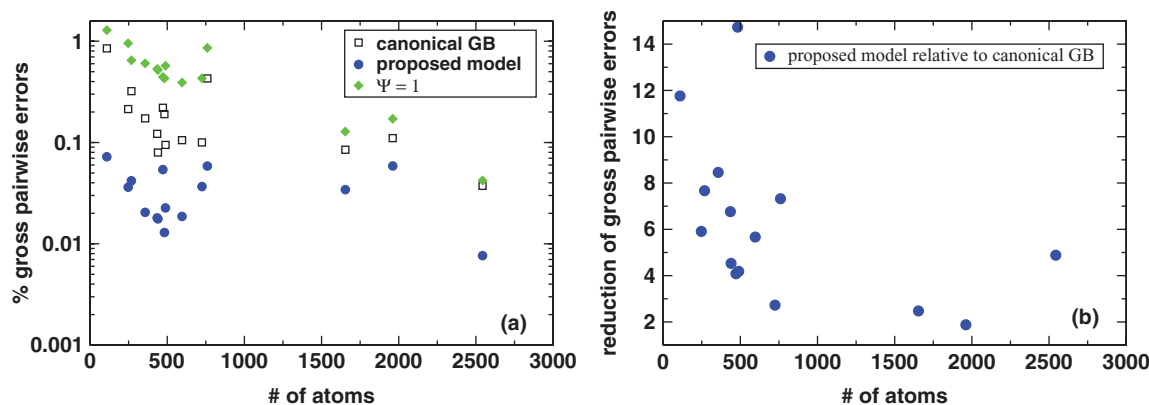 % gross pairwise errors
1
0.1
0.01
0.001
canonical GB
proposed model
Ψ = 1
(a)
0 500 1000 1500 2000 2500 3000
# of atoms
reduction of gross pairwise errors
14
12
10
8
6
4
2
proposed model relative to canonical GB
(b)
0 500 1000 1500 2000 2500 3000
# of atoms